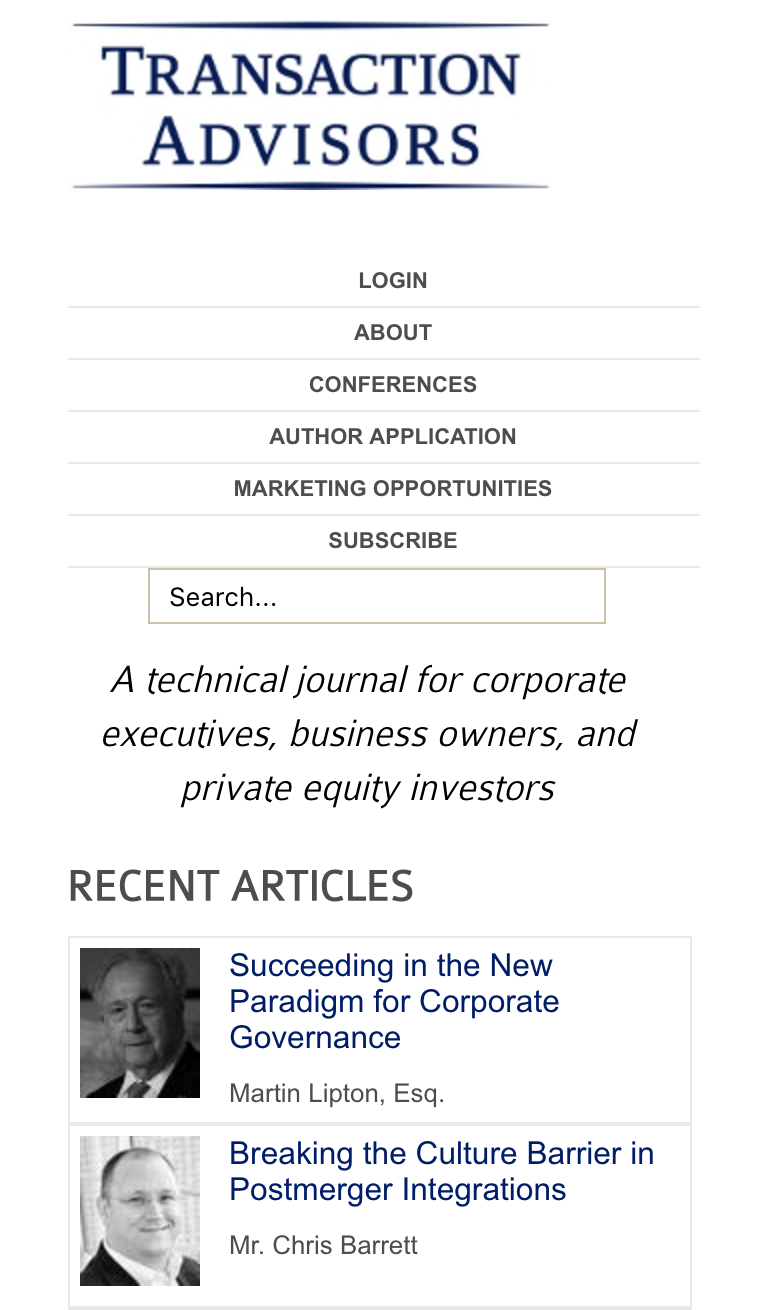 TRANSACTION
ADVISORS
LOGIN
ABOUT
CONFERENCES
AUTHOR APPLICATION
MARKETING OPPORTUNITIES
SUBSCRIBE
Search...
A technical journal for corporate
executives, business owners, and
private equity investors
RECENT ARTICLES
Succeeding in the New
Paradigm for Corporate
Governance
Martin Lipton, Esq.
Breaking the Culture Barrier in
Postmerger Integrations
Mr. Chris Barrett